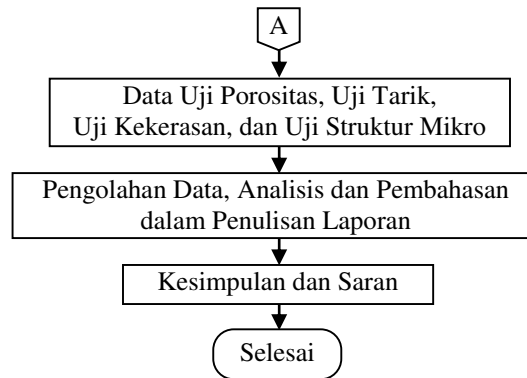 A
Data Uji Porositas, Uji Tarik,
Uji Kekerasan, dan Uji Struktur Mikro
Pengolahan Data, Analisis dan Pembahasan
dalam Penulisan Laporan
Kesimpulan dan Saran
Selesai